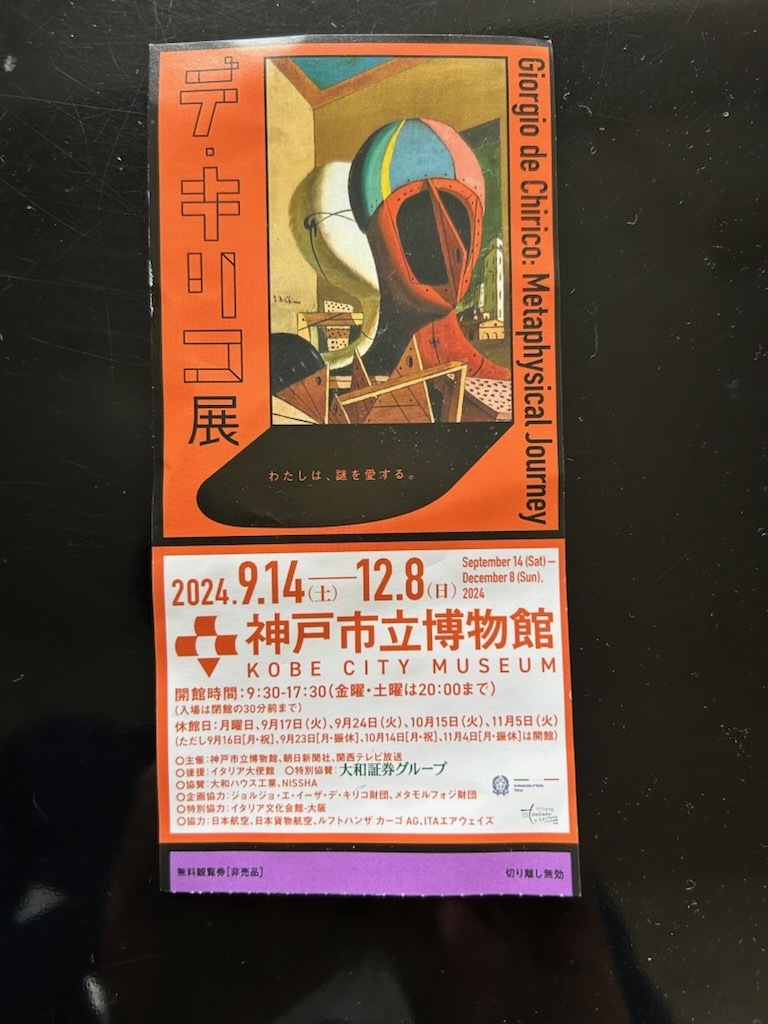 デ・キリコ展
Giorgio de Chirico: Metaphysical Journey
わたしは、謎を愛する。
2024.9.14(土)—12.8(日)
September 14 (Sat) –
December 8 (Sun),
2024
神戸市立博物館
KOBE CITY MUSEUM
開館時間:9:30-17:30(金曜・土曜は20:00まで)
(入場は閉館の30分前まで)
休館日:月曜日、9月17日(火)、9月24日(火)、10月15日(火)、11月5日(火)
(ただし9月16日[月・祝]、9月23日[月・振休]、10月14日[月・祝]、11月4日[月・振休]は開館)
○主催:神戸市立博物館、朝日新聞社、関西テレビ放送
○後援:イタリア大使館 ○特別協賛:大和証券グループ
○協賛:大和ハウス工業、NISSHA
○企画協力:ジョルジョ・エ・イーザ・デ・キリコ財団、メタモルフォジ財団
○特別協力:イタリア文化会館-大阪
○協力:日本航空、日本貨物航空、ルフトハンザ カーゴ AG、ITAエアウェイズ
Ambasciata d'Italia
Tokyo
無料観覧券[非売品]
切り離し無効